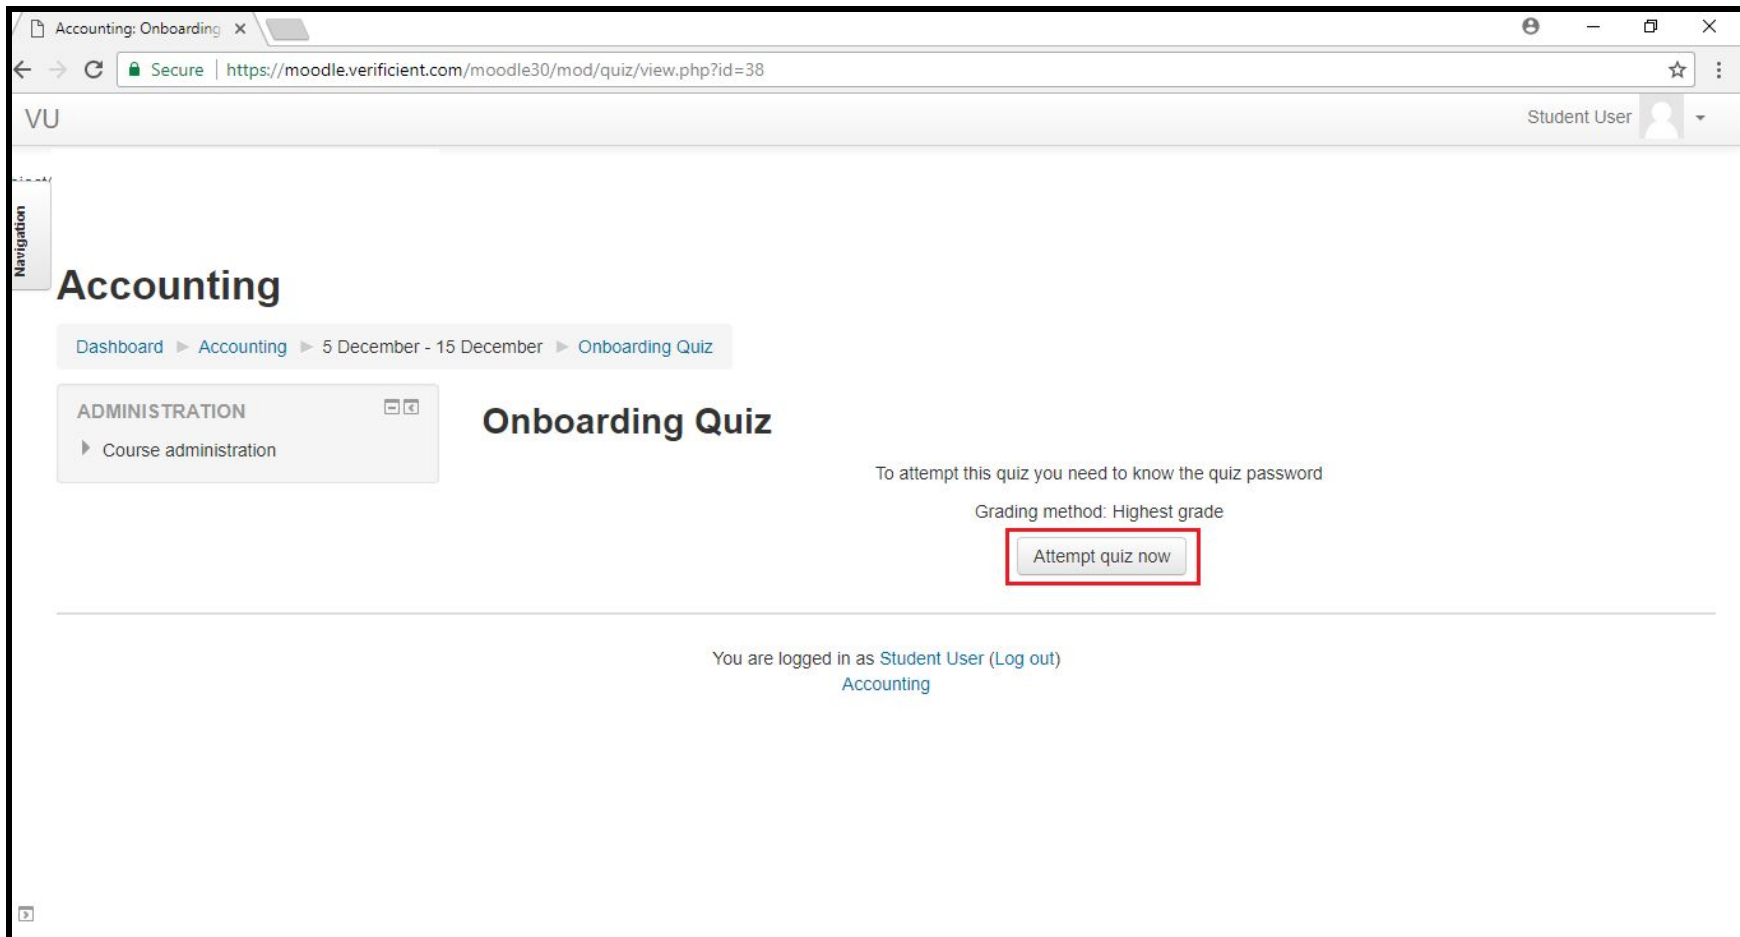 Accounting: Onboarding
Secure | https://moodle.verificient.com/moodle30/mod/quiz/view.php?id=38
VU
Student User
Navigation
Accounting
Dashboard ▶ Accounting ▶ 5 December - 15 December ▶ Onboarding Quiz
ADMINISTRATION
Course administration
Onboarding Quiz
To attempt this quiz you need to know the quiz password
Grading method: Highest grade
Attempt quiz now
You are logged in as Student User (Log out)
Accounting